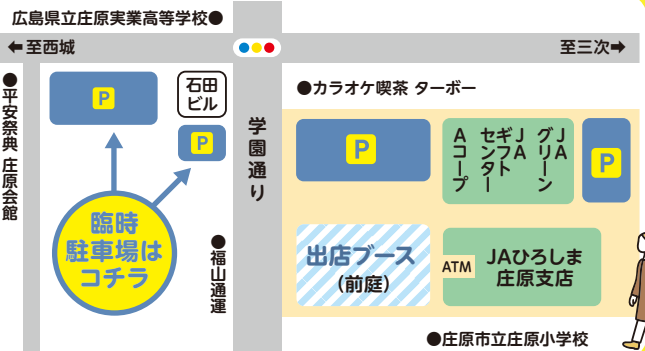 広島県立庄原実業高等学校●
←至西城
至三次→
●平安祭典 庄原会館
P
石田
ビル
P
臨時
駐車場は
コチラ
●福山通運
学園通り
●カラオケ喫茶 ターボー
P
Aコープ
JA
ギフト
センター
JA
グリーン
P
出店ブース
(前庭)
ATM
JAひろしま
庄原支店
●庄原市立庄原小学校